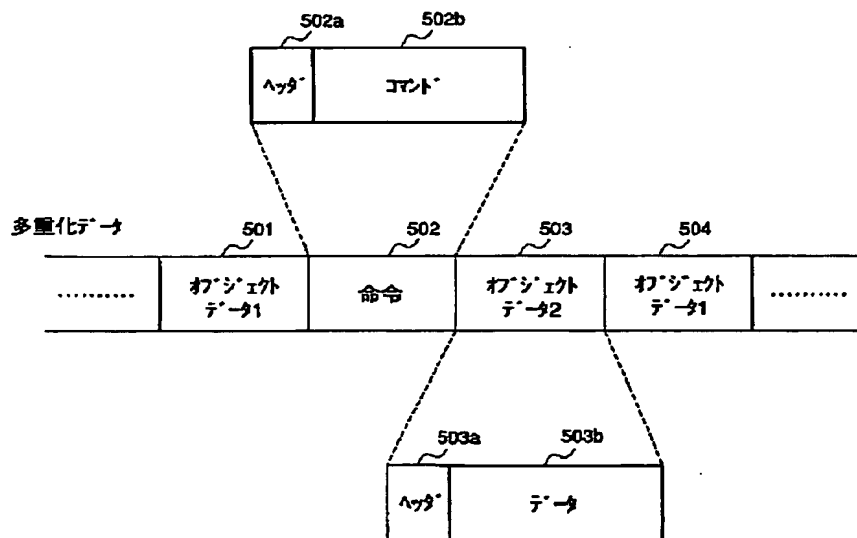 502a 502b
ヘッダ コマンド
多重化データ
501 502 503 504
………
オブジェクト
データ1
命令
オブジェクト
データ2
オブジェクト
データ1
………
503a 503b
ヘッダ データ